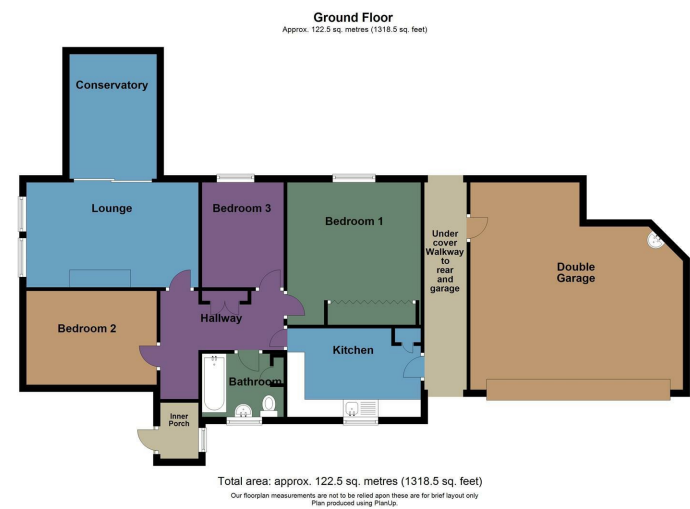 Ground Floor
Approx. 122.5 sq. metres (1318.5 sq. feet)
Conservatory
Lounge
Bedroom 3
Bedroom 1
Under
cover
Walkway
to
rear
and
garage
Double
Garage
Bedroom 2
Hallway
Kitchen
Bathroom
Inner
Porch
Total area: approx. 122.5 sq. metres (1318.5 sq. feet)
Our floorplan measurements are not to be relied apon these are for brief layout only
Plan produced using PlanUp.